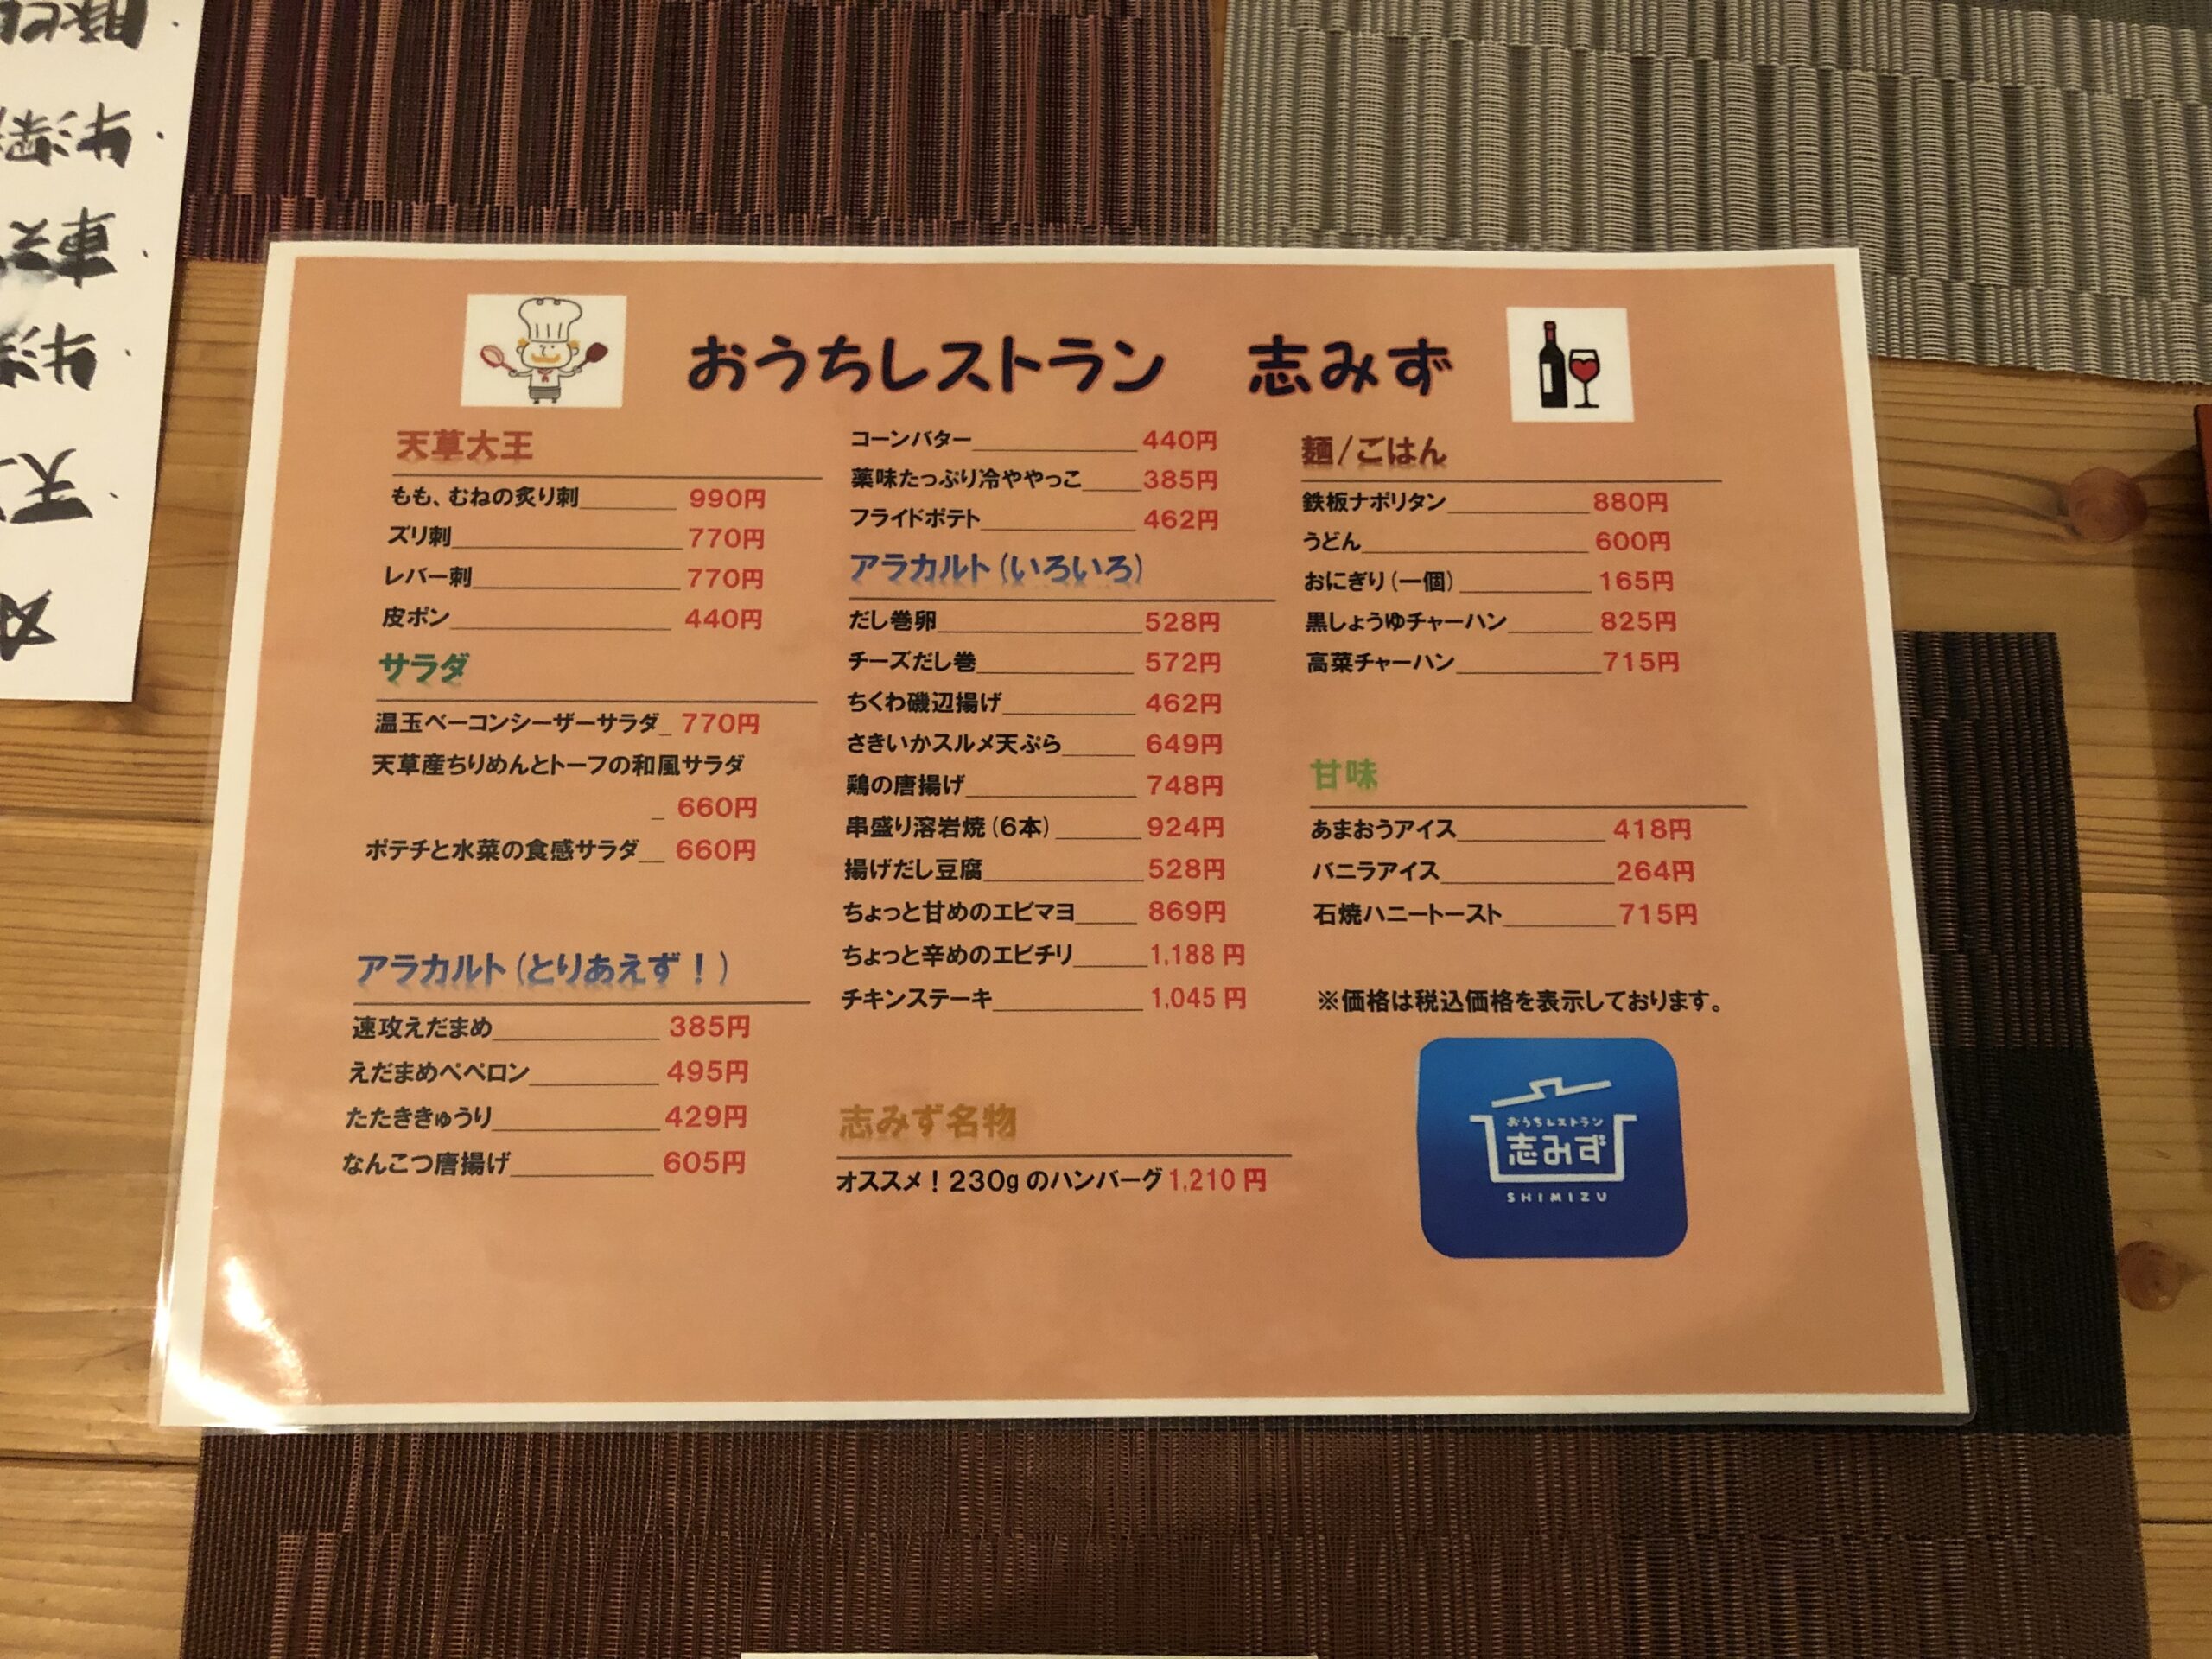 おうちレストラン 志みず
天草大王
もも、むねの炙り刺 990円
ズリ刺 770円
レバー刺 770円
皮ポン 440円
サラダ
温玉ベーコンシーザーサラダ 770円
天草産ちりめんとトーフの和風サラダ
660円
ポテチと水菜の食感サラダ 660円
アラカルト(とりあえず!)
速攻えだまめ 385円
えだまめペペロン 495円
たたききゅうり 429円
なんこつ唐揚げ 605円
コーンバター 440円
薬味たっぷり冷ややっこ 385円
フライドポテト 462円
アラカルト(いろいろ)
だし巻卵 528円
チーズだし巻 572円
ちくわ磯辺揚げ 462円
さきいかスルメ天ぷら 649円
鶏の唐揚げ 748円
串盛り溶岩焼(6本) 924円
揚げだし豆腐 528円
ちょっと甘めのエビマヨ 869円
ちょっと辛めのエビチリ 1,188円
チキンステーキ 1,045円
志みず名物
オススメ!230gのハンバーグ 1,210円
麺/ごはん
鉄板ナポリタン 880円
うどん 600円
おにぎり(一個) 165円
黒しょうゆチャーハン 825円
高菜チャーハン 715円
甘味
あまおうアイス 418円
バニラアイス 264円
石焼ハニートースト 715円
※価格は税込価格を表示しております。
おうちレストラン
志みず
SHIMIZU
牛深
車え
牛深
天